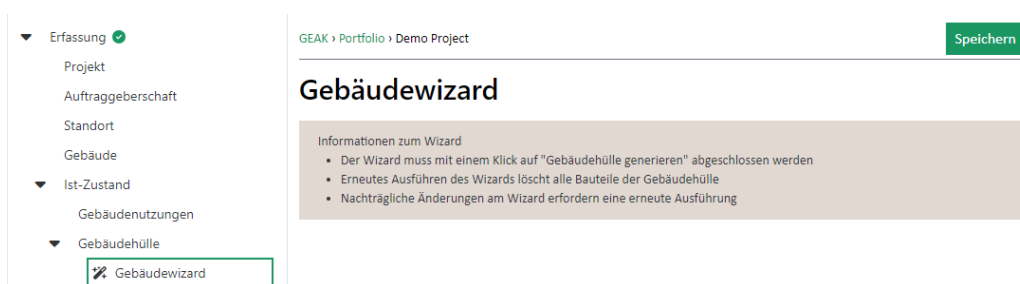 Erfassung
Projekt
Auftraggeberschaft
Standort
Gebäude
Ist-Zustand
Gebäudenutzungen
Gebäudehülle
Gebäudewizard
GEAK › Portfolio › Demo Project
Speichern
Gebäudewizard
Informationen zum Wizard
• Der Wizard muss mit einem Klick auf "Gebäudehülle generieren" abgeschlossen werden
• Erneutes Ausführen des Wizards löscht alle Bauteile der Gebäudehülle
• Nachträgliche Änderungen am Wizard erfordern eine erneute Ausführung